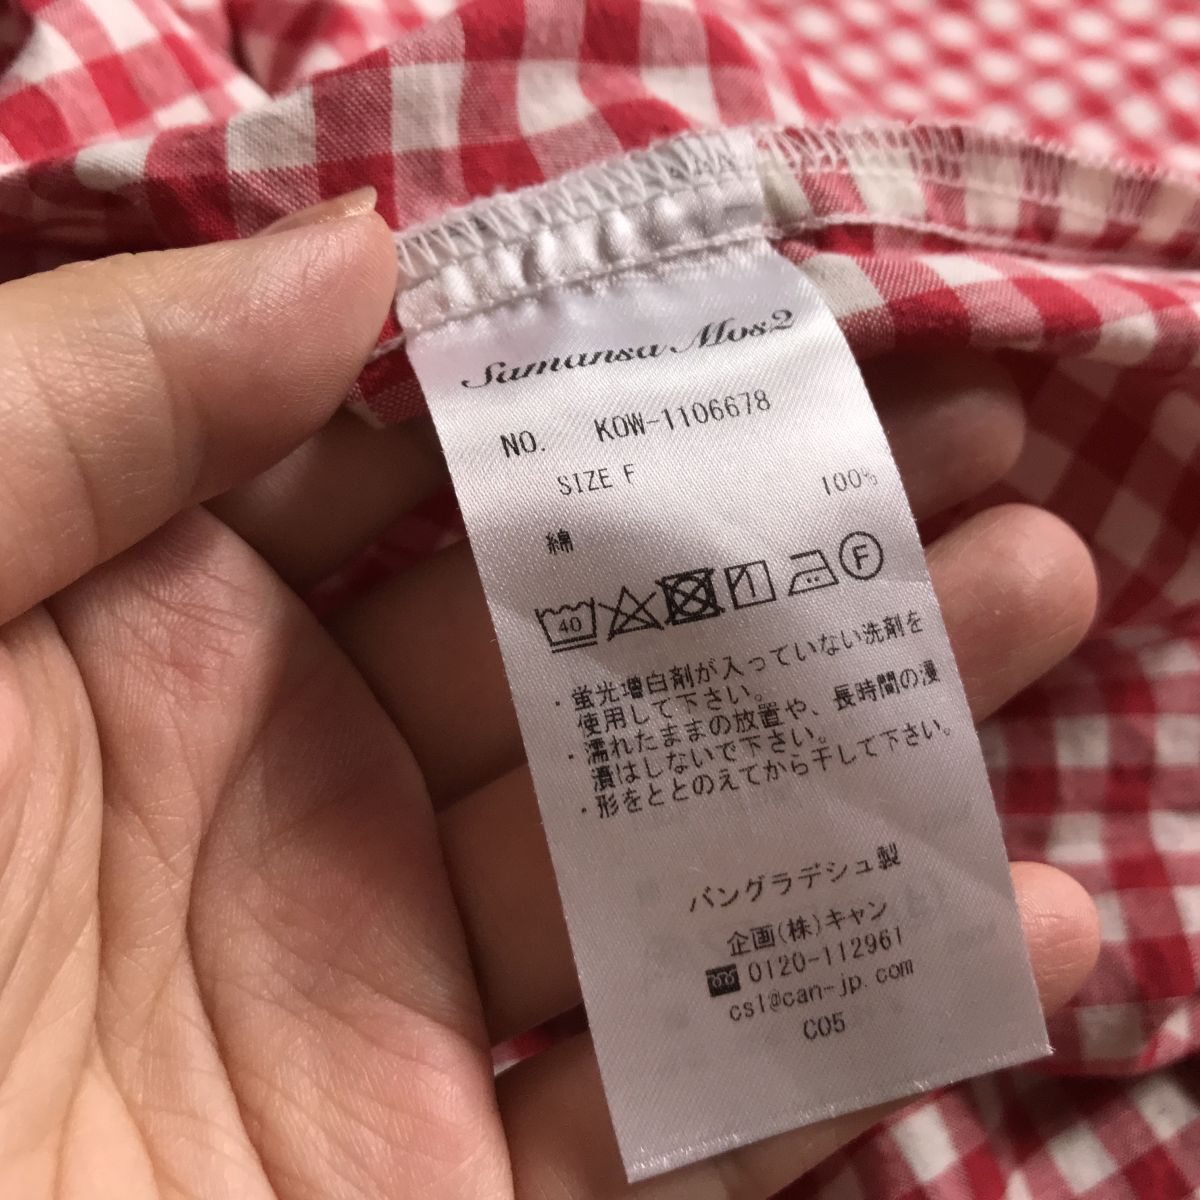 Samansa Mos2
NO. KOW-1106678
SIZE F
綿 100%
40 F
・蛍光増白剤が入っていない洗剤を
使用して下さい。
・濡れたままの放置や、長時間の浸
漬はしないで下さい。
・形をととのえてから干して下さい。
バングラデシュ製
企画(株)キャン
0120-112961
csl@can-jp.com
C05